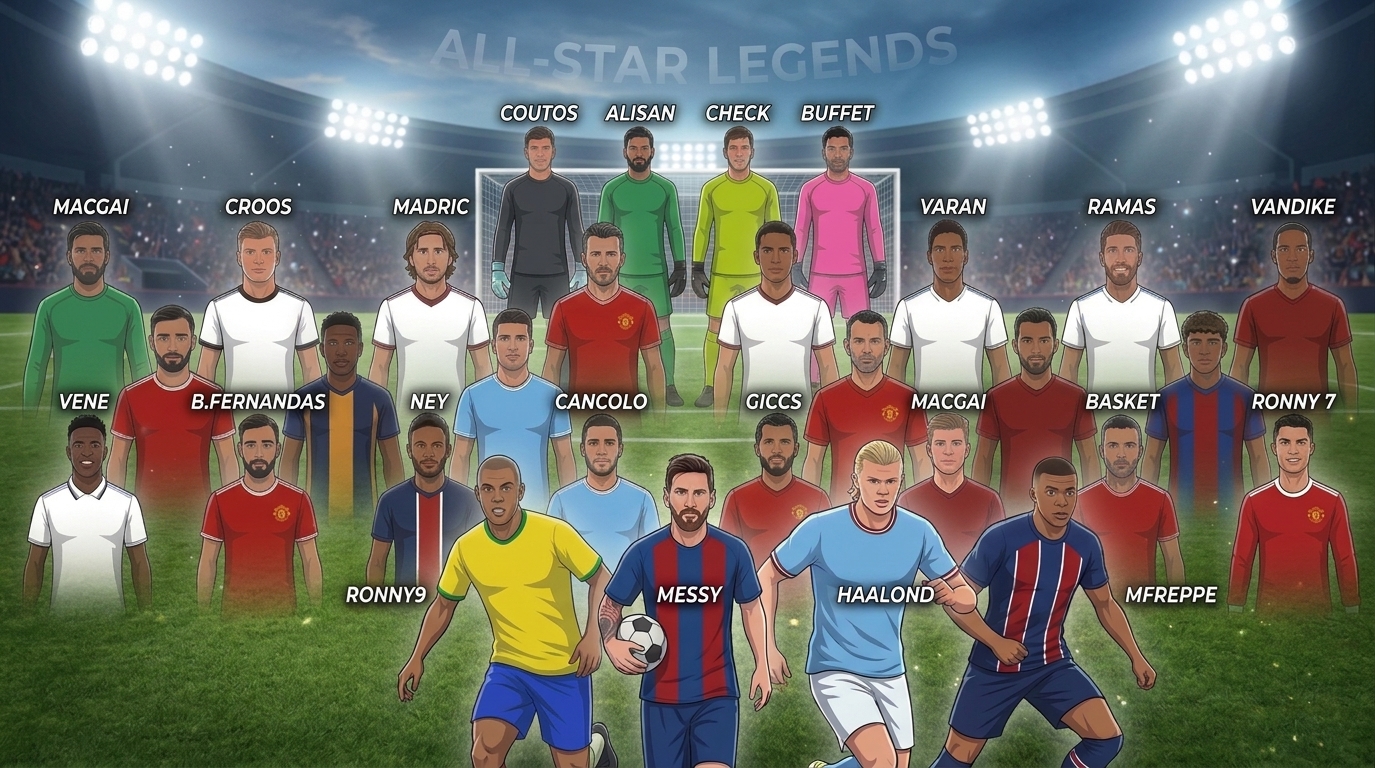 ALL-STAR LEGENDS
COUTOS ALISAN CHECK BUFFET
MACGAI CROOS MADRIC VARAN RAMAS VANDIKE
VENE B.FERNANDAS NEY CANCOLO GICCS MACGAI BASKET RONNY 7
RONNY9 MESSY HAALOND MFREPPE